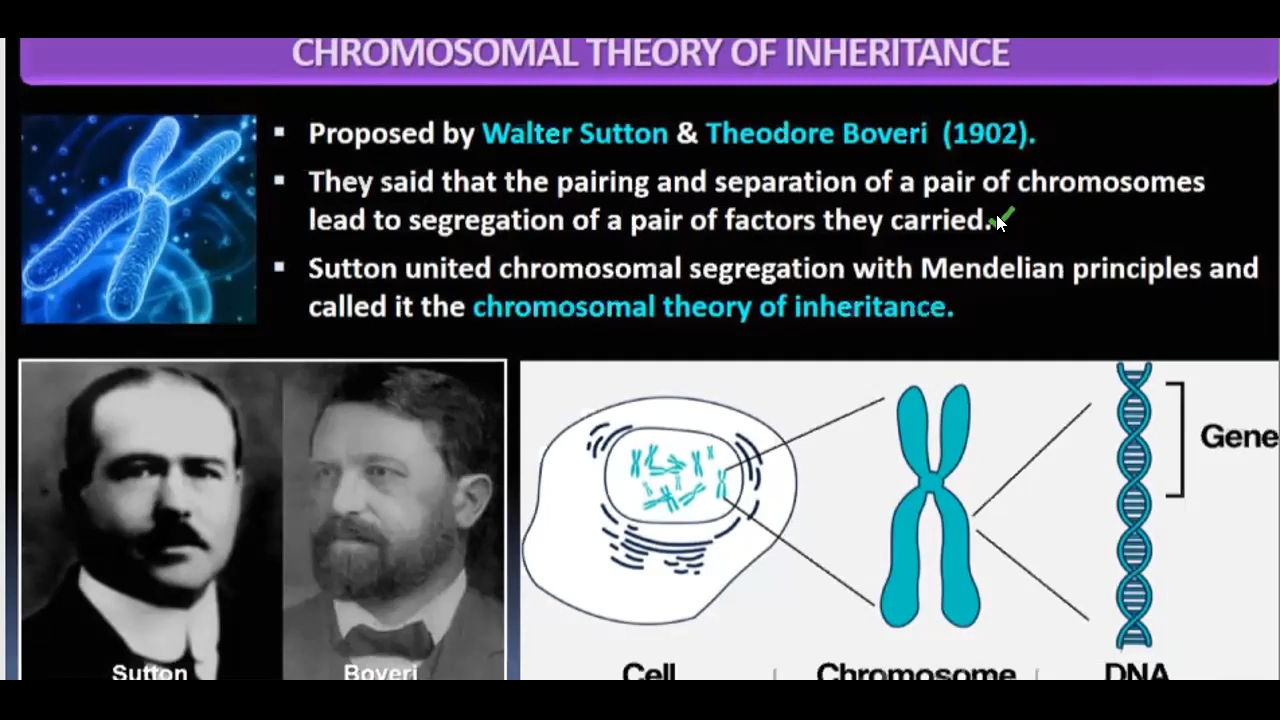 CHROMOSOMAL THEORY OF INHERITANCE
Proposed by Walter Sutton & Theodore Boveri (1902).
They said that the pairing and separation of a pair of chromosomes
lead to segregation of a pair of factors they carried.
Sutton united chromosomal segregation with Mendelian principles and
called it the chromosomal theory of inheritance.
Gene
Sutton
Boveri
Cell
Chromosome
DNA